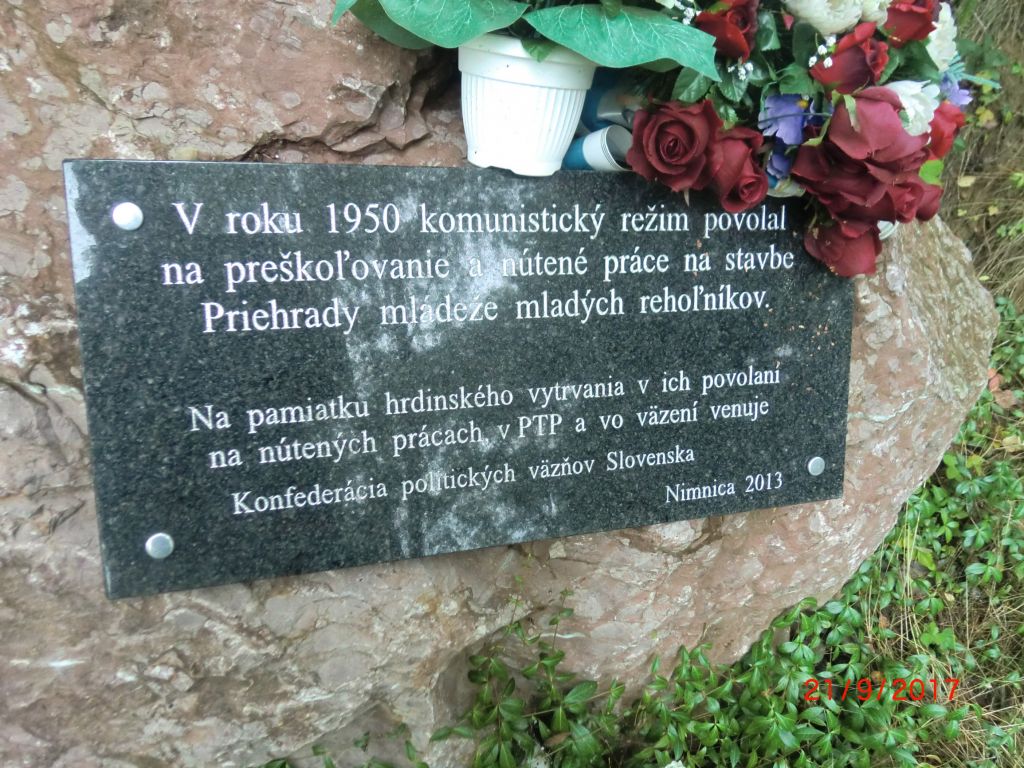 V roku 1950 komunistický režim povolal
na preškoľovanie a nútené práce na stavbe
Priehrady mládeže mladých rehoľníkov.
Na pamiatku hrdinského vytrvania v ich povolaní
na nútených prácach, v PTP a vo väzení venuje
Konfederácia politických väzňov Slovenska
Nimnica 2013
21/9/2017